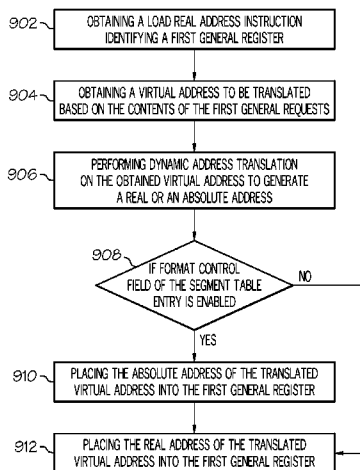 902
OBTAINING A LOAD REAL ADDRESS INSTRUCTION
IDENTIFYING A FIRST GENERAL REGISTER
904
OBTAINING A VIRTUAL ADDRESS TO BE TRANSLATED
BASED ON THE CONTENTS OF THE FIRST GENERAL REQUESTS
906
PERFORMING DYNAMIC ADDRESS TRANSLATION
ON THE OBTAINED VIRTUAL ADDRESS TO GENERATE
A REAL OR AN ABSOLUTE ADDRESS
908
IF FORMAT CONTROL
FIELD OF THE SEGMENT TABLE
ENTRY IS ENABLED
NO
YES
910
PLACING THE ABSOLUTE ADDRESS OF THE TRANSLATED
VIRTUAL ADDRESS INTO THE FIRST GENERAL REGISTER
912
PLACING THE REAL ADDRESS OF THE TRANSLATED
VIRTUAL ADDRESS INTO THE FIRST GENERAL REGISTER